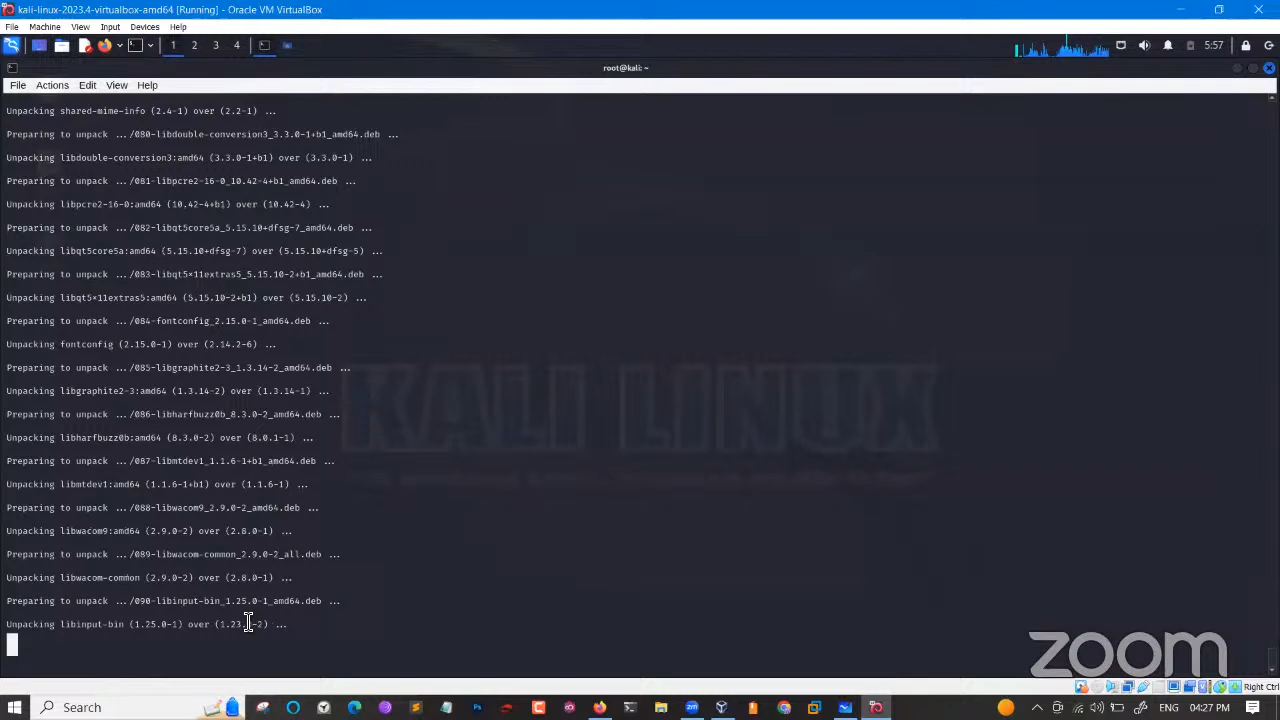 kali-linux-2023.4-virtualbox-amd64 [Running] - Oracle VM VirtualBox
File Machine View Input Devices Help
1 2 3 4 5:57
root@kali: ~
File Actions Edit View Help
Unpacking shared-mime-info (2.4-1) over (2.2-1) ...
Preparing to unpack .../080-libdouble-conversion3_3.3.0-1+b1_amd64.deb ...
Unpacking libdouble-conversion3:amd64 (3.3.0-1+b1) over (3.3.0-1) ...
Preparing to unpack .../081-libpcre2-16-0_10.42-4+b1_amd64.deb ...
Unpacking libpcre2-16-0:amd64 (10.42-4+b1) over (10.42-4) ...
Preparing to unpack .../082-libqt5core5a_5.15.10+dfsg-7_amd64.deb ...
Unpacking libqt5core5a:amd64 (5.15.10+dfsg-7) over (5.15.10+dfsg-5) ...
Preparing to unpack .../083-libqt5x11extras5_5.15.10-2+b1_amd64.deb ...
Unpacking libqt5x11extras5:amd64 (5.15.10-2+b1) over (5.15.10-2) ...
Preparing to unpack .../084-fontconfig_2.15.0-1_amd64.deb ...
Unpacking fontconfig (2.15.0-1) over (2.14.2-6) ...
Preparing to unpack .../085-libgraphite2-3_1.3.14-2_amd64.deb ...
Unpacking libgraphite2-3:amd64 (1.3.14-2) over (1.3.14-1) ...
Preparing to unpack .../086-libharfbuzz0b_8.3.0-2_amd64.deb ...
Unpacking libharfbuzz0b:amd64 (8.3.0-2) over (8.0.1-1) ...
Preparing to unpack .../087-libmtdev1_1.1.6-1+b1_amd64.deb ...
Unpacking libmtdev1:amd64 (1.1.6-1+b1) over (1.1.6-1) ...
Preparing to unpack .../088-libwacom9_2.9.0-2_amd64.deb ...
Unpacking libwacom9:amd64 (2.9.0-2) over (2.8.0-1) ...
Preparing to unpack .../089-libwacom-common_2.9.0-2_all.deb ...
Unpacking libwacom-common (2.9.0-2) over (2.8.0-1) ...
Preparing to unpack .../090-libinput-bin_1.25.0-1_amd64.deb ...
Unpacking libinput-bin (1.25.0-1) over ...
KALI LINUX
zoom
Right Ctrl
Search
04:27 PM